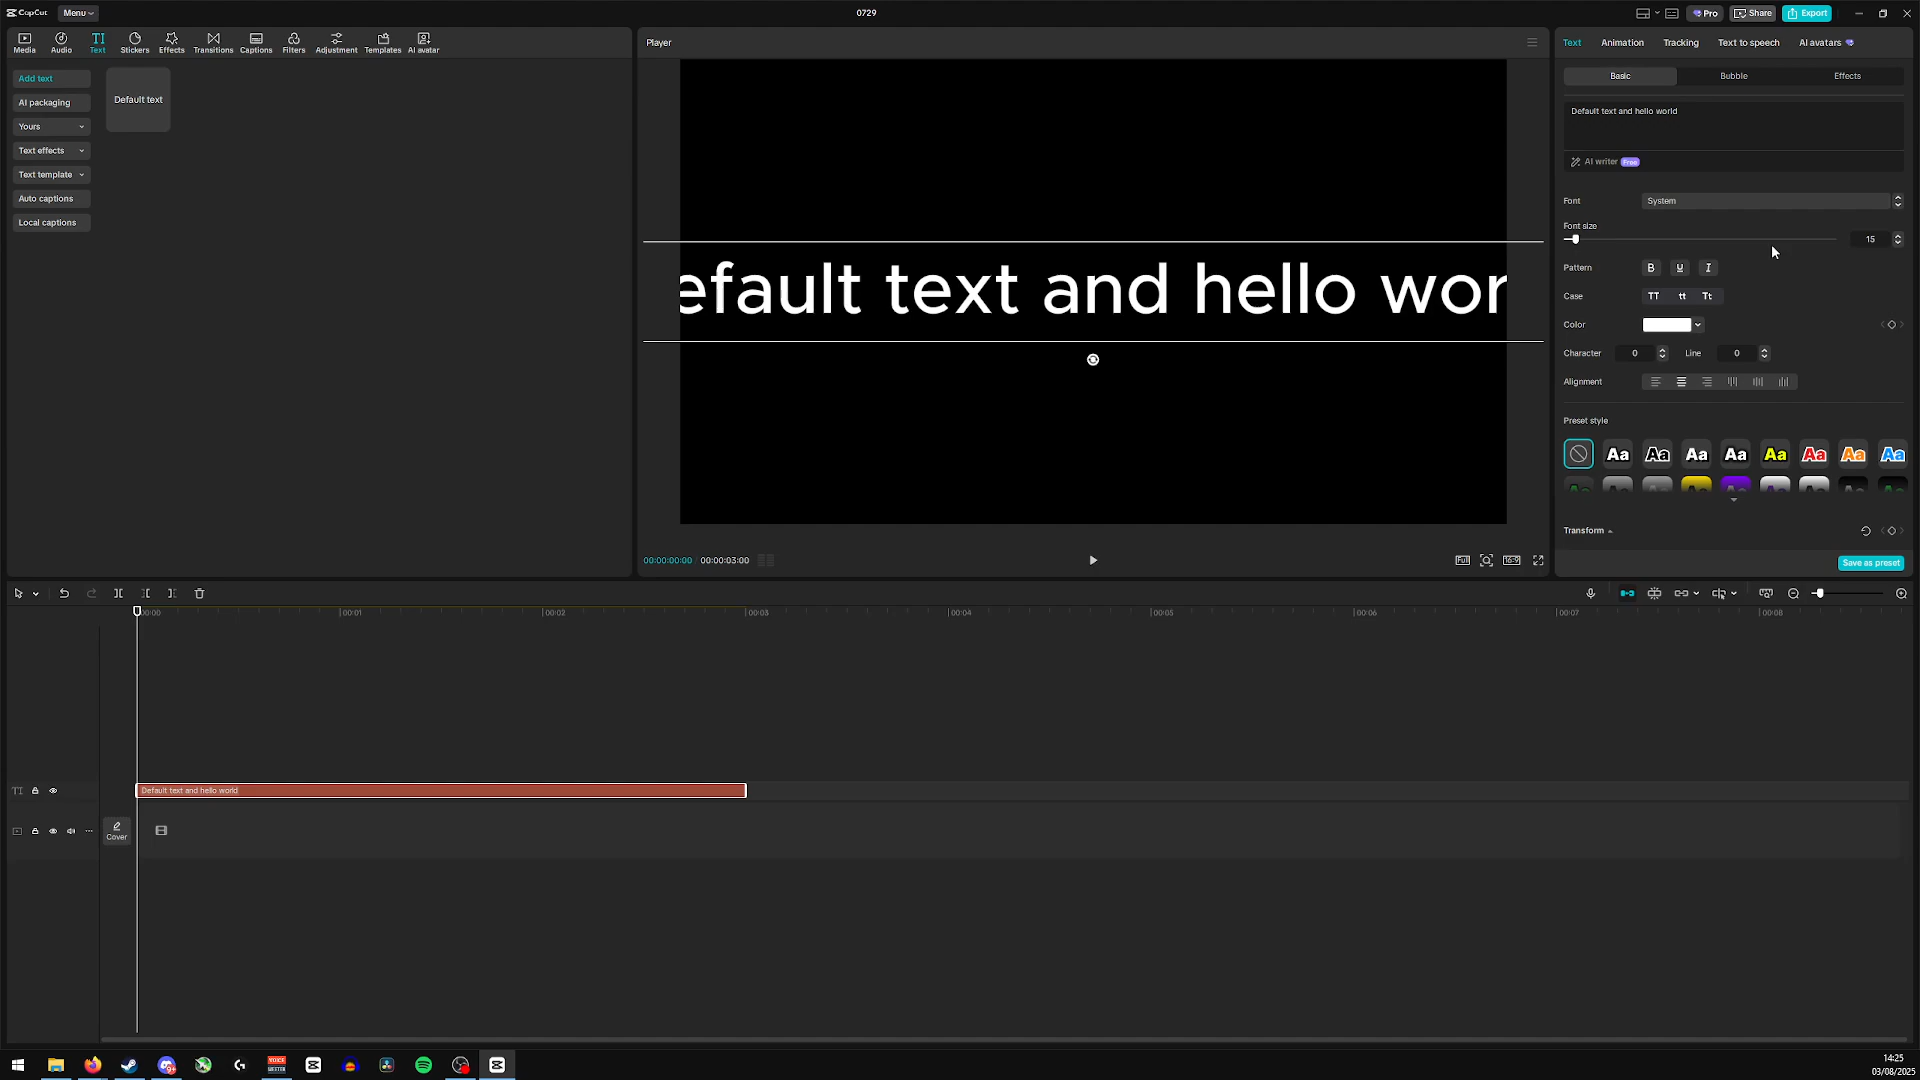 CapCut
Menu
0729
Pro
Share
Export
Media
Audio
TI
Text
Stickers
Effects
Transitions
Captions
Filters
Adjustment
Templates
AI avatar
Add text
AI packaging
Yours
Text effects
Text template
Auto captions
Local captions
Default text
Player
efault text and hello wor
00:00:00:00
00:00:03:00
Full
16:9
Text
Animation
Tracking
Text to speech
AI avatars
Basic
Bubble
Effects
Default text and hello world
AI writer
Free
Font
System
Font size
15
Pattern
B
U
I
Case
TT
tt
Tt
Color
Character
0
Line
0
Alignment
Preset style
Aa Aa Aa Aa Aa Aa Aa Aa
Transform
Save as preset
00:00
00:01
00:02
00:03
00:04
00:05
00:06
00:07
00:08
TI
Default text and hello world
Cover
9+
14:25
03/08/2025